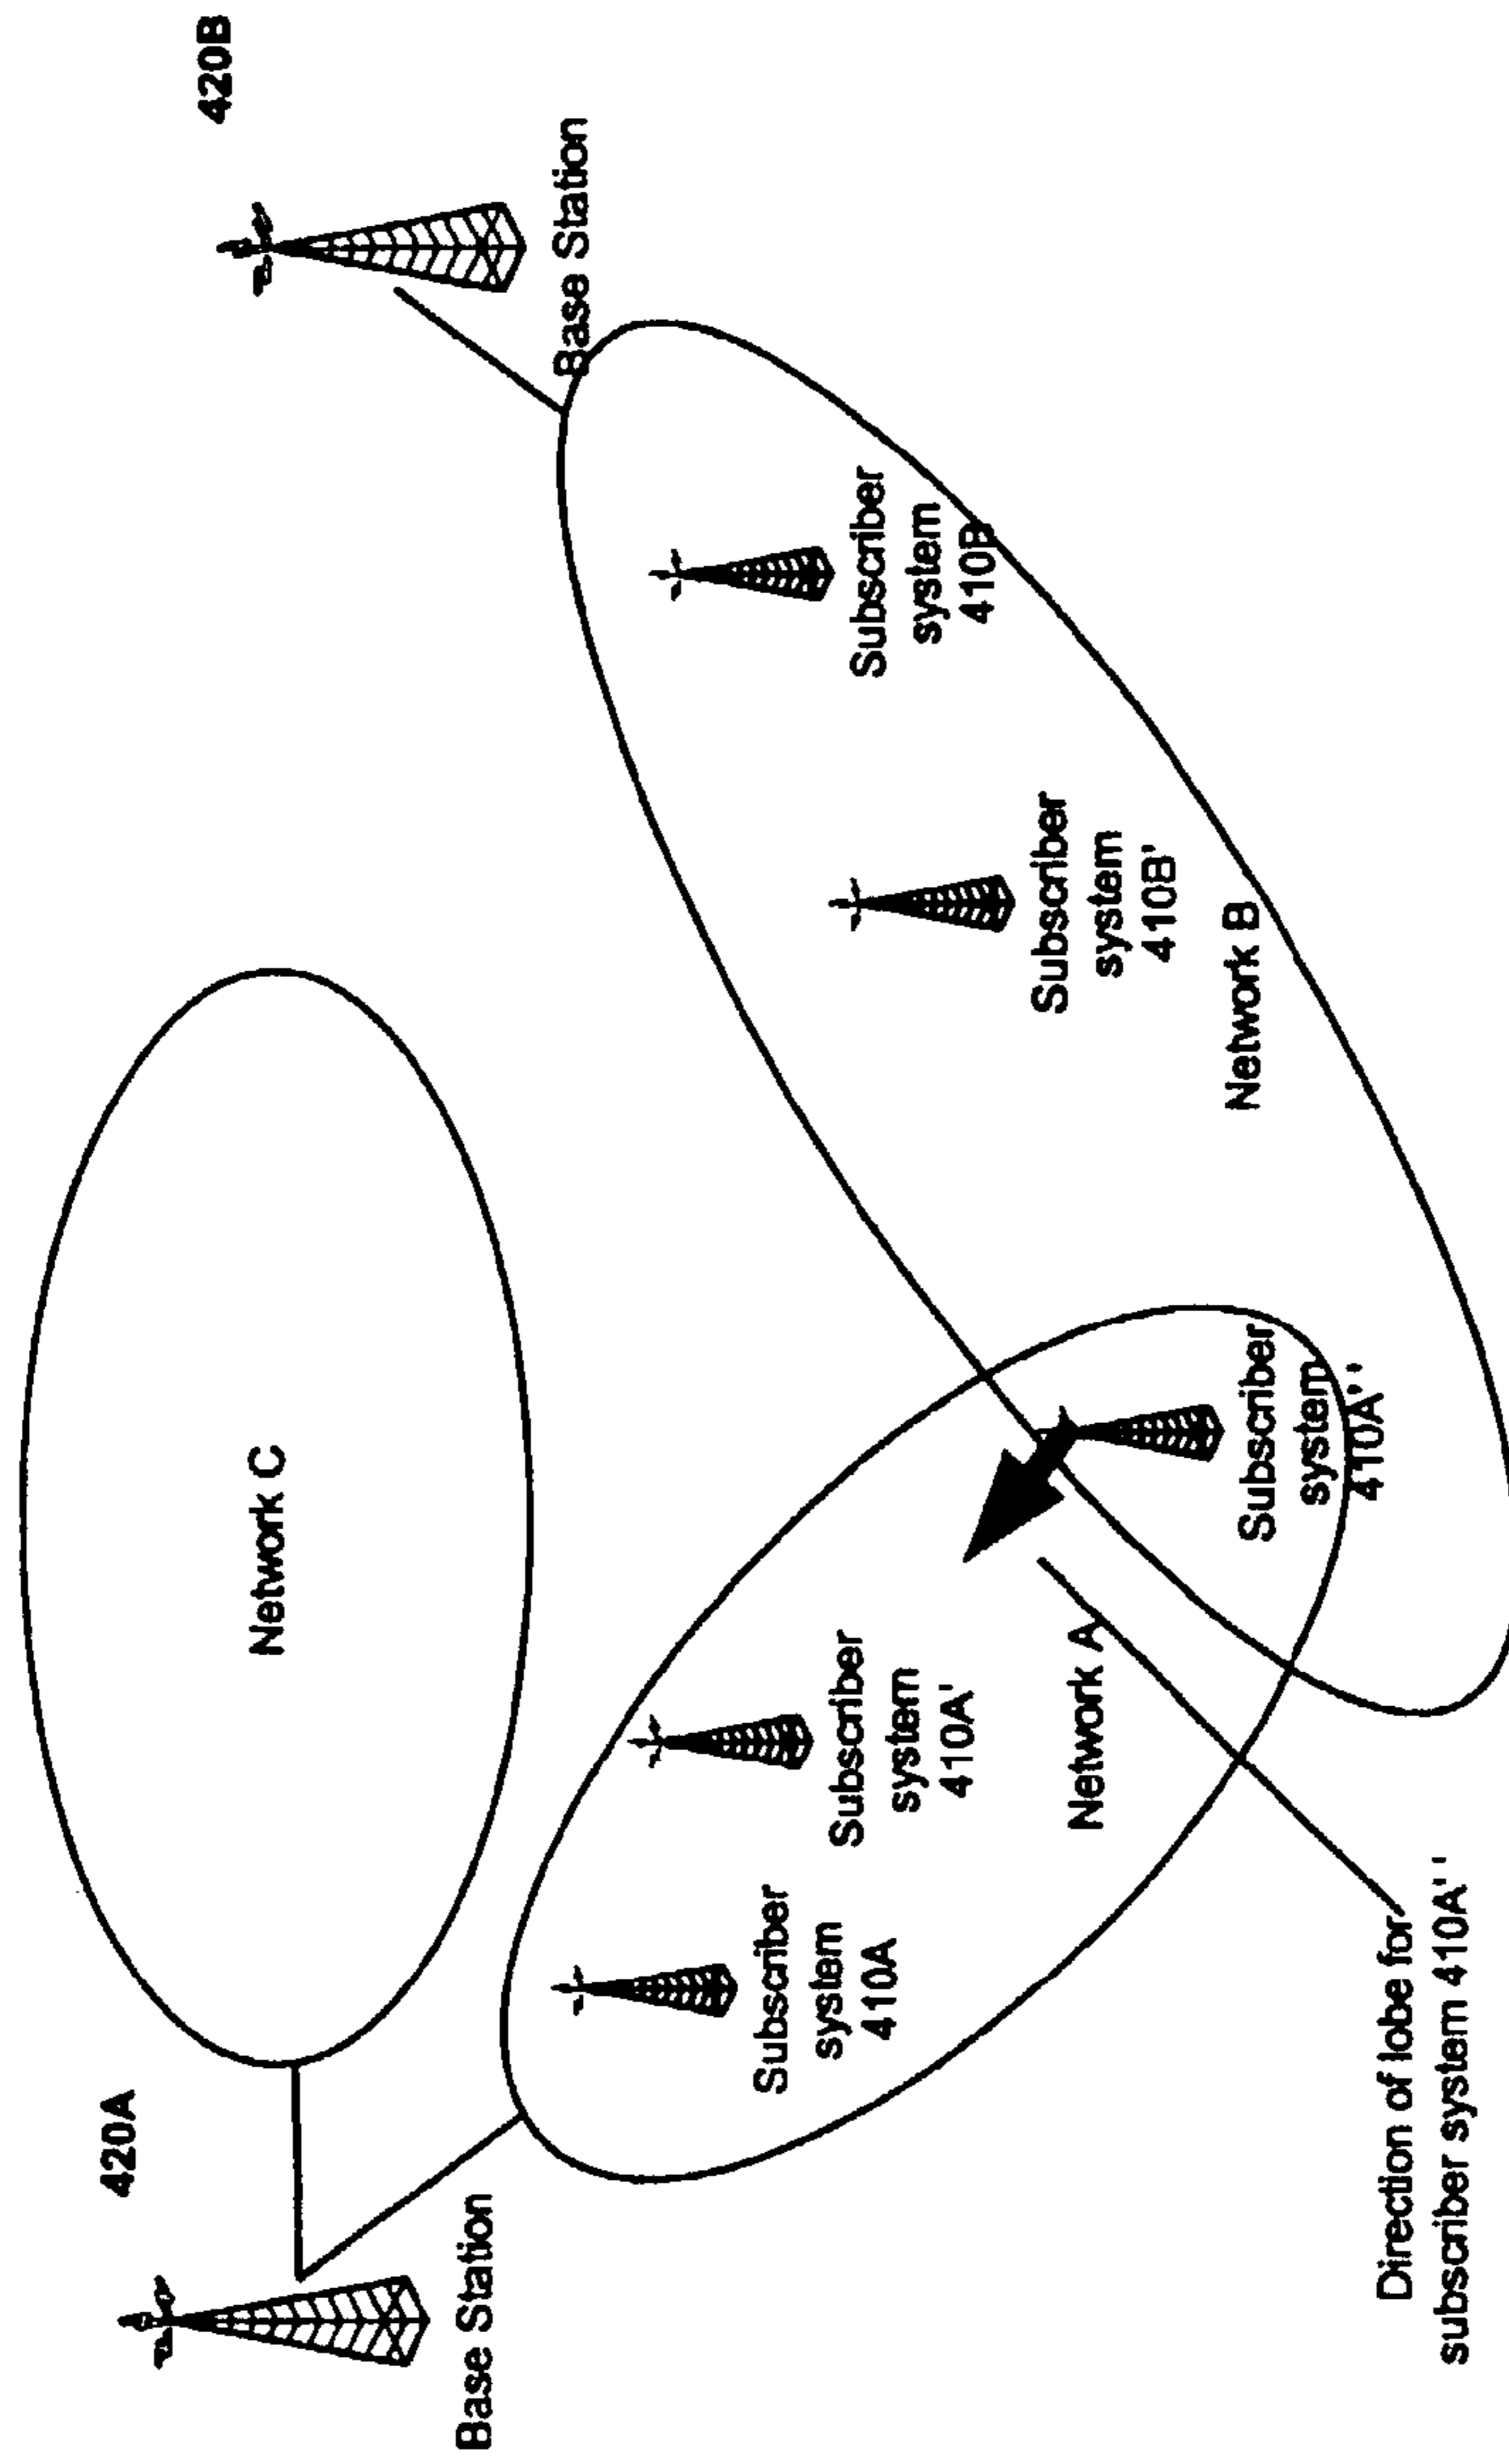 420A
420B
Network C
Base Station
Base Station
Subscriber
system
410A
Subscriber
system
410A'
Network A
Subscriber
system
410A''
Subscriber
system
410B'
Network B
Subscriber
system
410B
Direction of lobe for
subscriber system 410A''